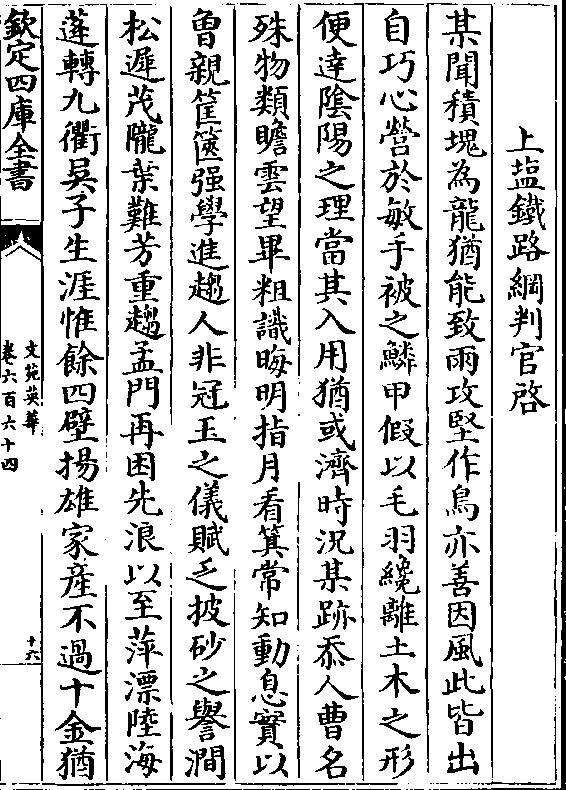 上塩鐵路綱判官啓
某聞積塊為龍猶能致雨攻堅作鳥亦善因風此皆出
自巧心營於敏手被之鱗甲假以毛羽纔離土木之形
便達陰陽之理當其入用猶或濟時況某跡忝人曹名
殊物類瞻雲望畢粗識晦明指月看箕常知動息實以
魯親筐篋强學進趨人非冠玉之儀賦乏披砂之譽澗
松遲茂隴葉難芳重趨孟門再困先浪以至萍漂陸海
蓬轉九衢吳子生涯惟餘四壁揚雄家産不過十金猶
欽定四庫全書
文苑英華
卷六百六十四
十六